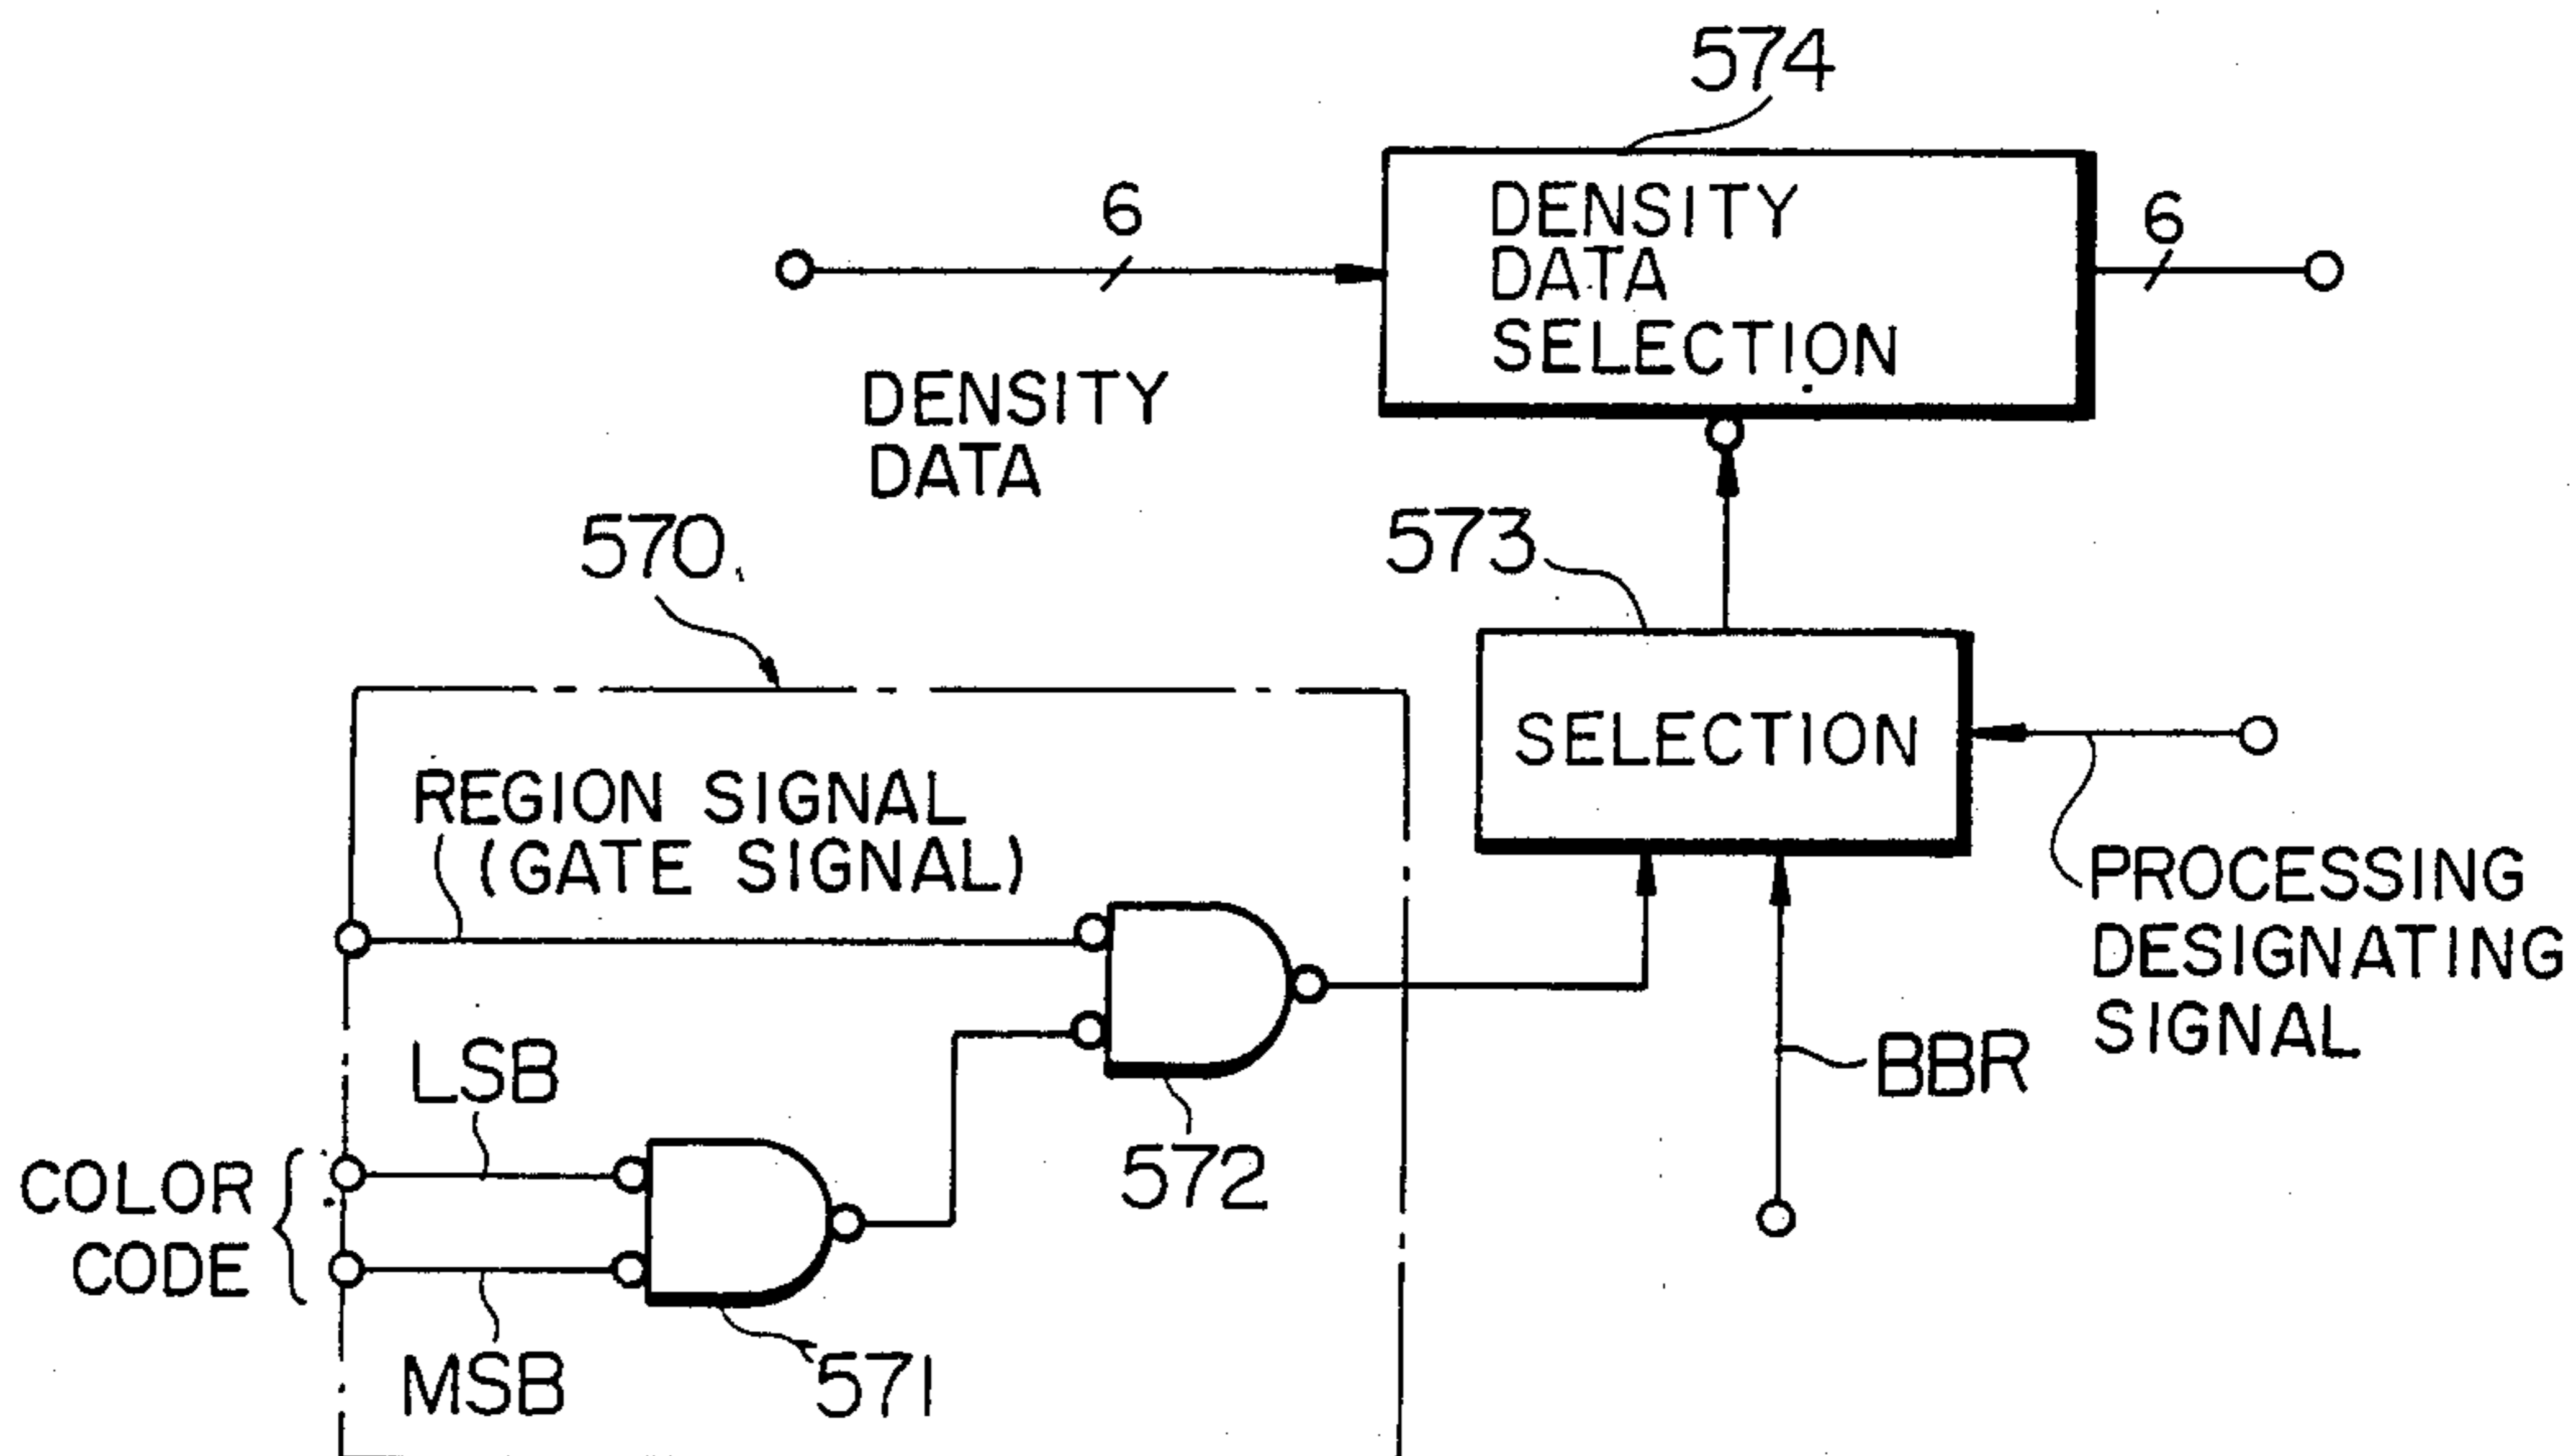 574
6
DENSITY
DATA
SELECTION
6
DENSITY
DATA
570
573
SELECTION
REGION SIGNAL
(GATE SIGNAL)
PROCESSING
DESIGNATING
SIGNAL
LSB
BBR
COLOR
CODE
572
MSB
571